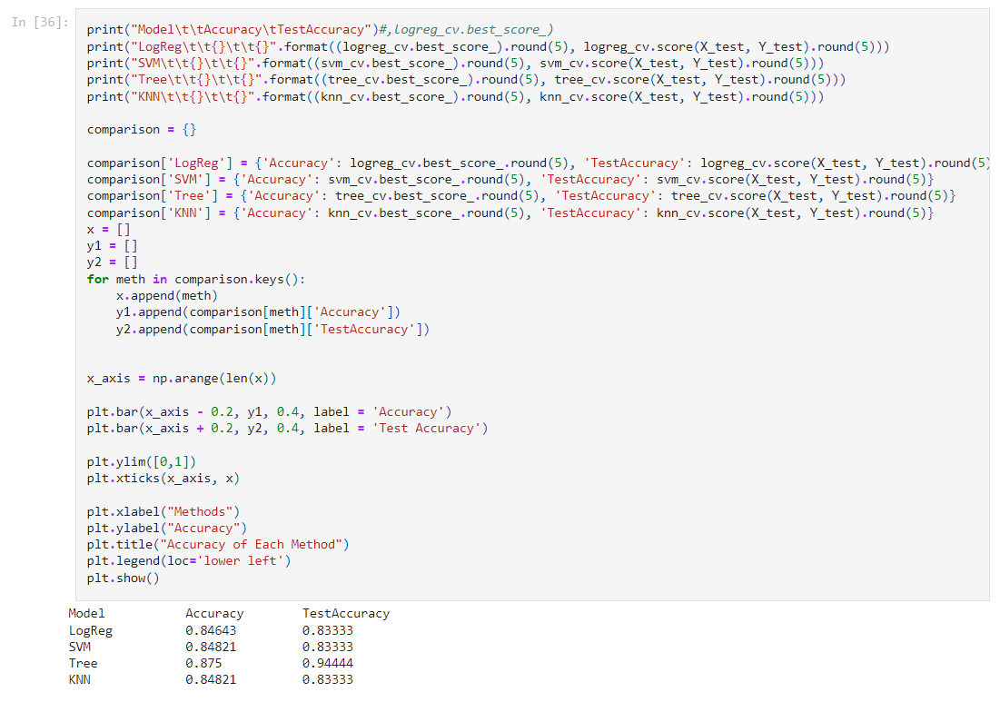 In [36]:
print("Model\t\tAccuracy\tTestAccuracy")#,logreg_cv.best_score_)
print("LogReg\t\t{}\t\t{}".format((logreg_cv.best_score_).round(5), logreg_cv.score(X_test, Y_test).round(5)))
print("SVM\t\t{}\t\t{}".format((svm_cv.best_score_).round(5), svm_cv.score(X_test, Y_test).round(5)))
print("Tree\t\t{}\t\t{}".format((tree_cv.best_score_).round(5), tree_cv.score(X_test, Y_test).round(5)))
print("KNN\t\t{}\t\t{}".format((knn_cv.best_score_).round(5), knn_cv.score(X_test, Y_test).round(5)))

comparison = {}

comparison['LogReg'] = {'Accuracy': logreg_cv.best_score_.round(5), 'TestAccuracy': logreg_cv.score(X_test, Y_test).round(5)
comparison['SVM'] = {'Accuracy': svm_cv.best_score_.round(5), 'TestAccuracy': svm_cv.score(X_test, Y_test).round(5)}
comparison['Tree'] = {'Accuracy': tree_cv.best_score_.round(5), 'TestAccuracy': tree_cv.score(X_test, Y_test).round(5)}
comparison['KNN'] = {'Accuracy': knn_cv.best_score_.round(5), 'TestAccuracy': knn_cv.score(X_test, Y_test).round(5)}
x = []
y1 = []
y2 = []
for meth in comparison.keys():
    x.append(meth)
    y1.append(comparison[meth]['Accuracy'])
    y2.append(comparison[meth]['TestAccuracy'])

x_axis = np.arange(len(x))

plt.bar(x_axis - 0.2, y1, 0.4, label = 'Accuracy')
plt.bar(x_axis + 0.2, y2, 0.4, label = 'Test Accuracy')

plt.ylim([0,1])
plt.xticks(x_axis, x)

plt.xlabel("Methods")
plt.ylabel("Accuracy")
plt.title("Accuracy of Each Method")
plt.legend(loc='lower left')
plt.show()
Model Accuracy TestAccuracy
LogReg 0.84643 0.83333
SVM 0.84821 0.83333
Tree 0.875 0.94444
KNN 0.84821 0.83333